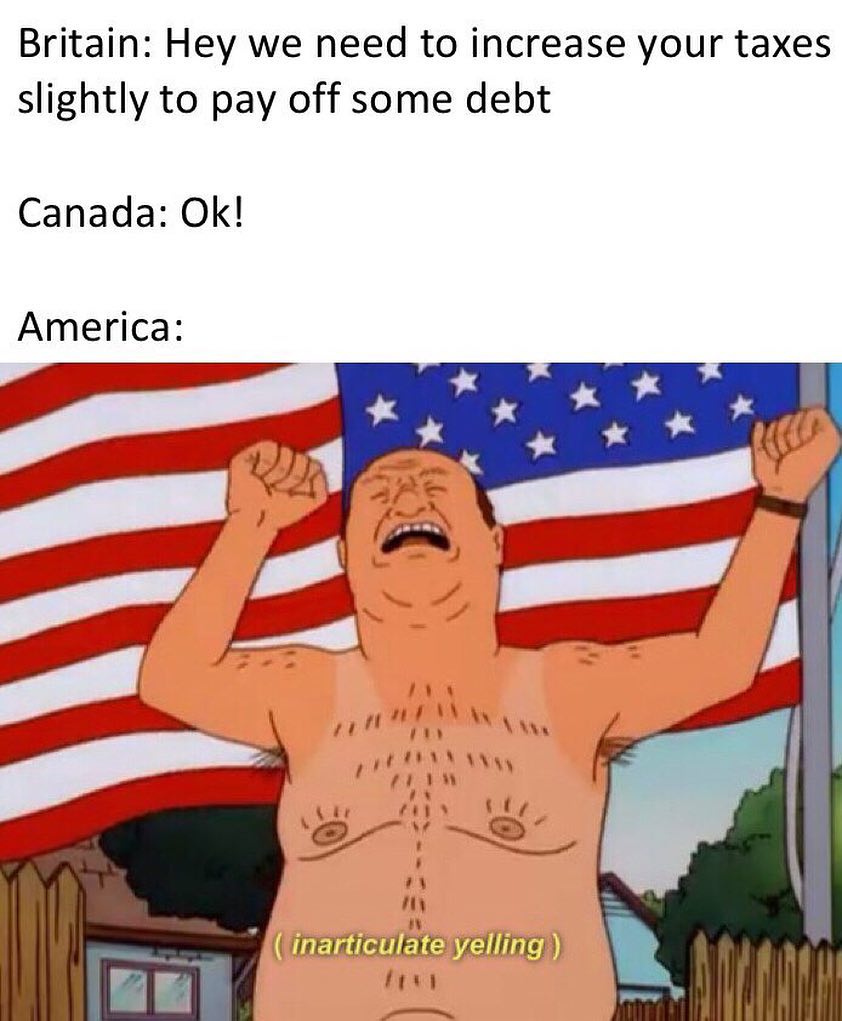 Britain: Hey we need to increase your taxes
slightly to pay off some debt
Canada: Ok!
America:
( inarticulate yelling )